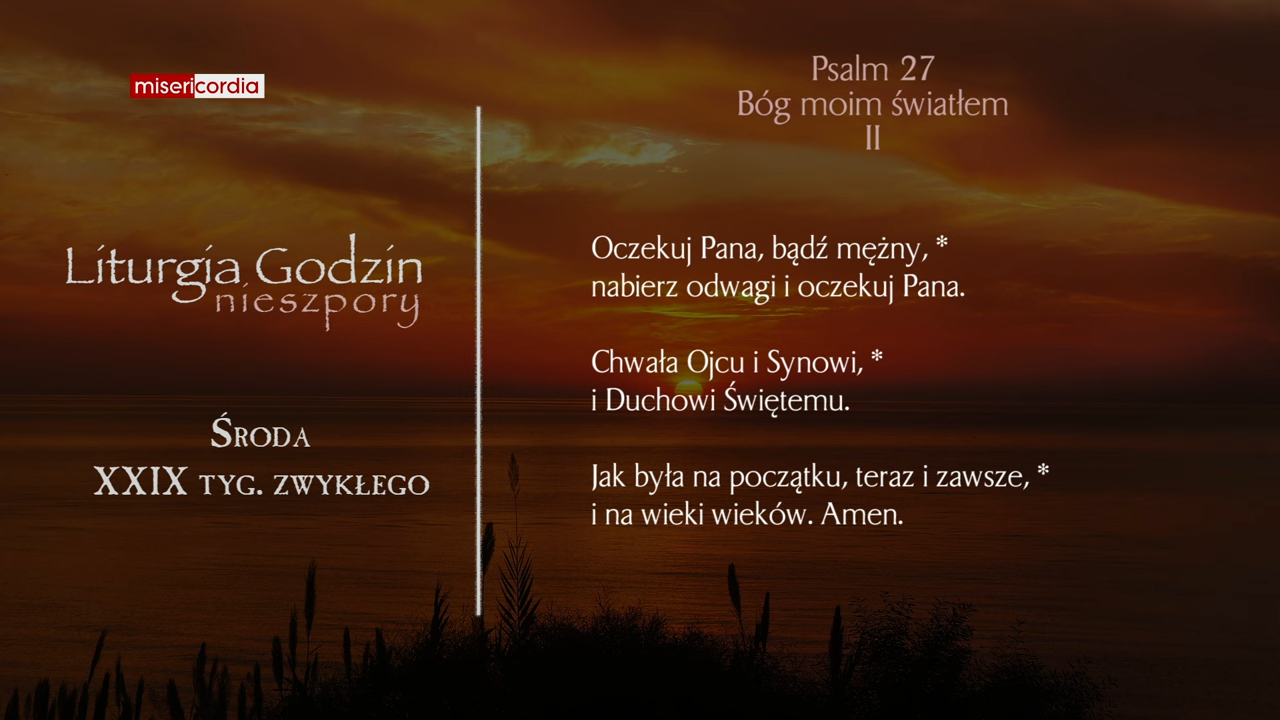 misericordia
Liturgia Godzin
nieszpory
Środa
XXIX tyg. zwykłego
Psalm 27
Bóg moim światłem
II
Oczekuj Pana, bądź mężny, *
nabierz odwagi i oczekuj Pana.
Chwała Ojcu i Synowi, *
i Duchowi Świętemu.
Jak była na początku, teraz i zawsze, *
i na wieki wieków. Amen.